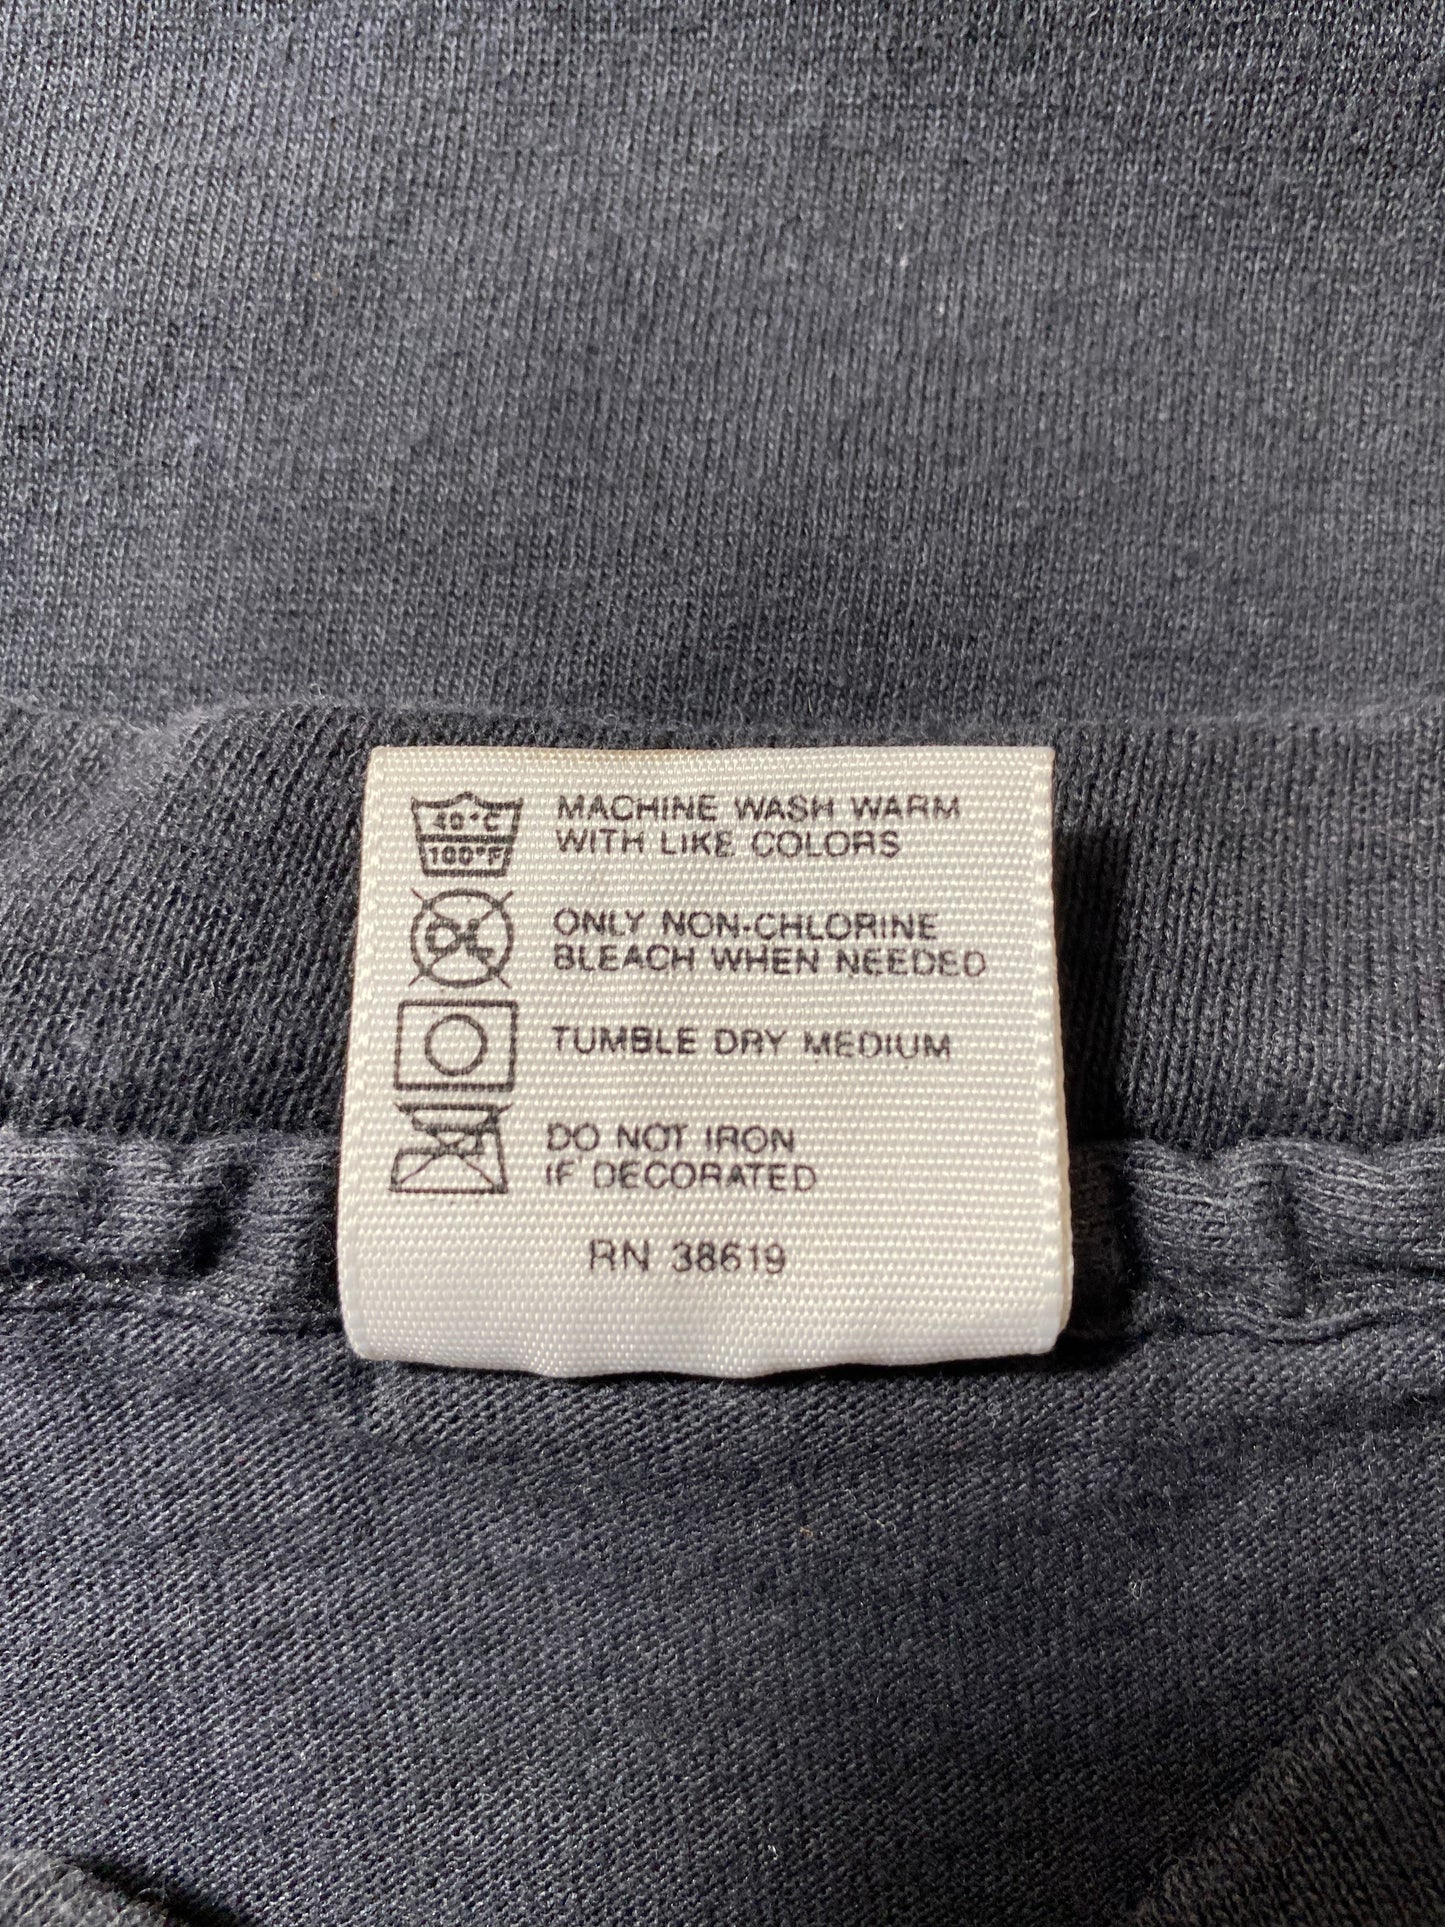 40°C
100°F
MACHINE WASH WARM
WITH LIKE COLORS
ONLY NON-CHLORINE
BLEACH WHEN NEEDED
TUMBLE DRY MEDIUM
DO NOT IRON
IF DECORATED
RN 38619